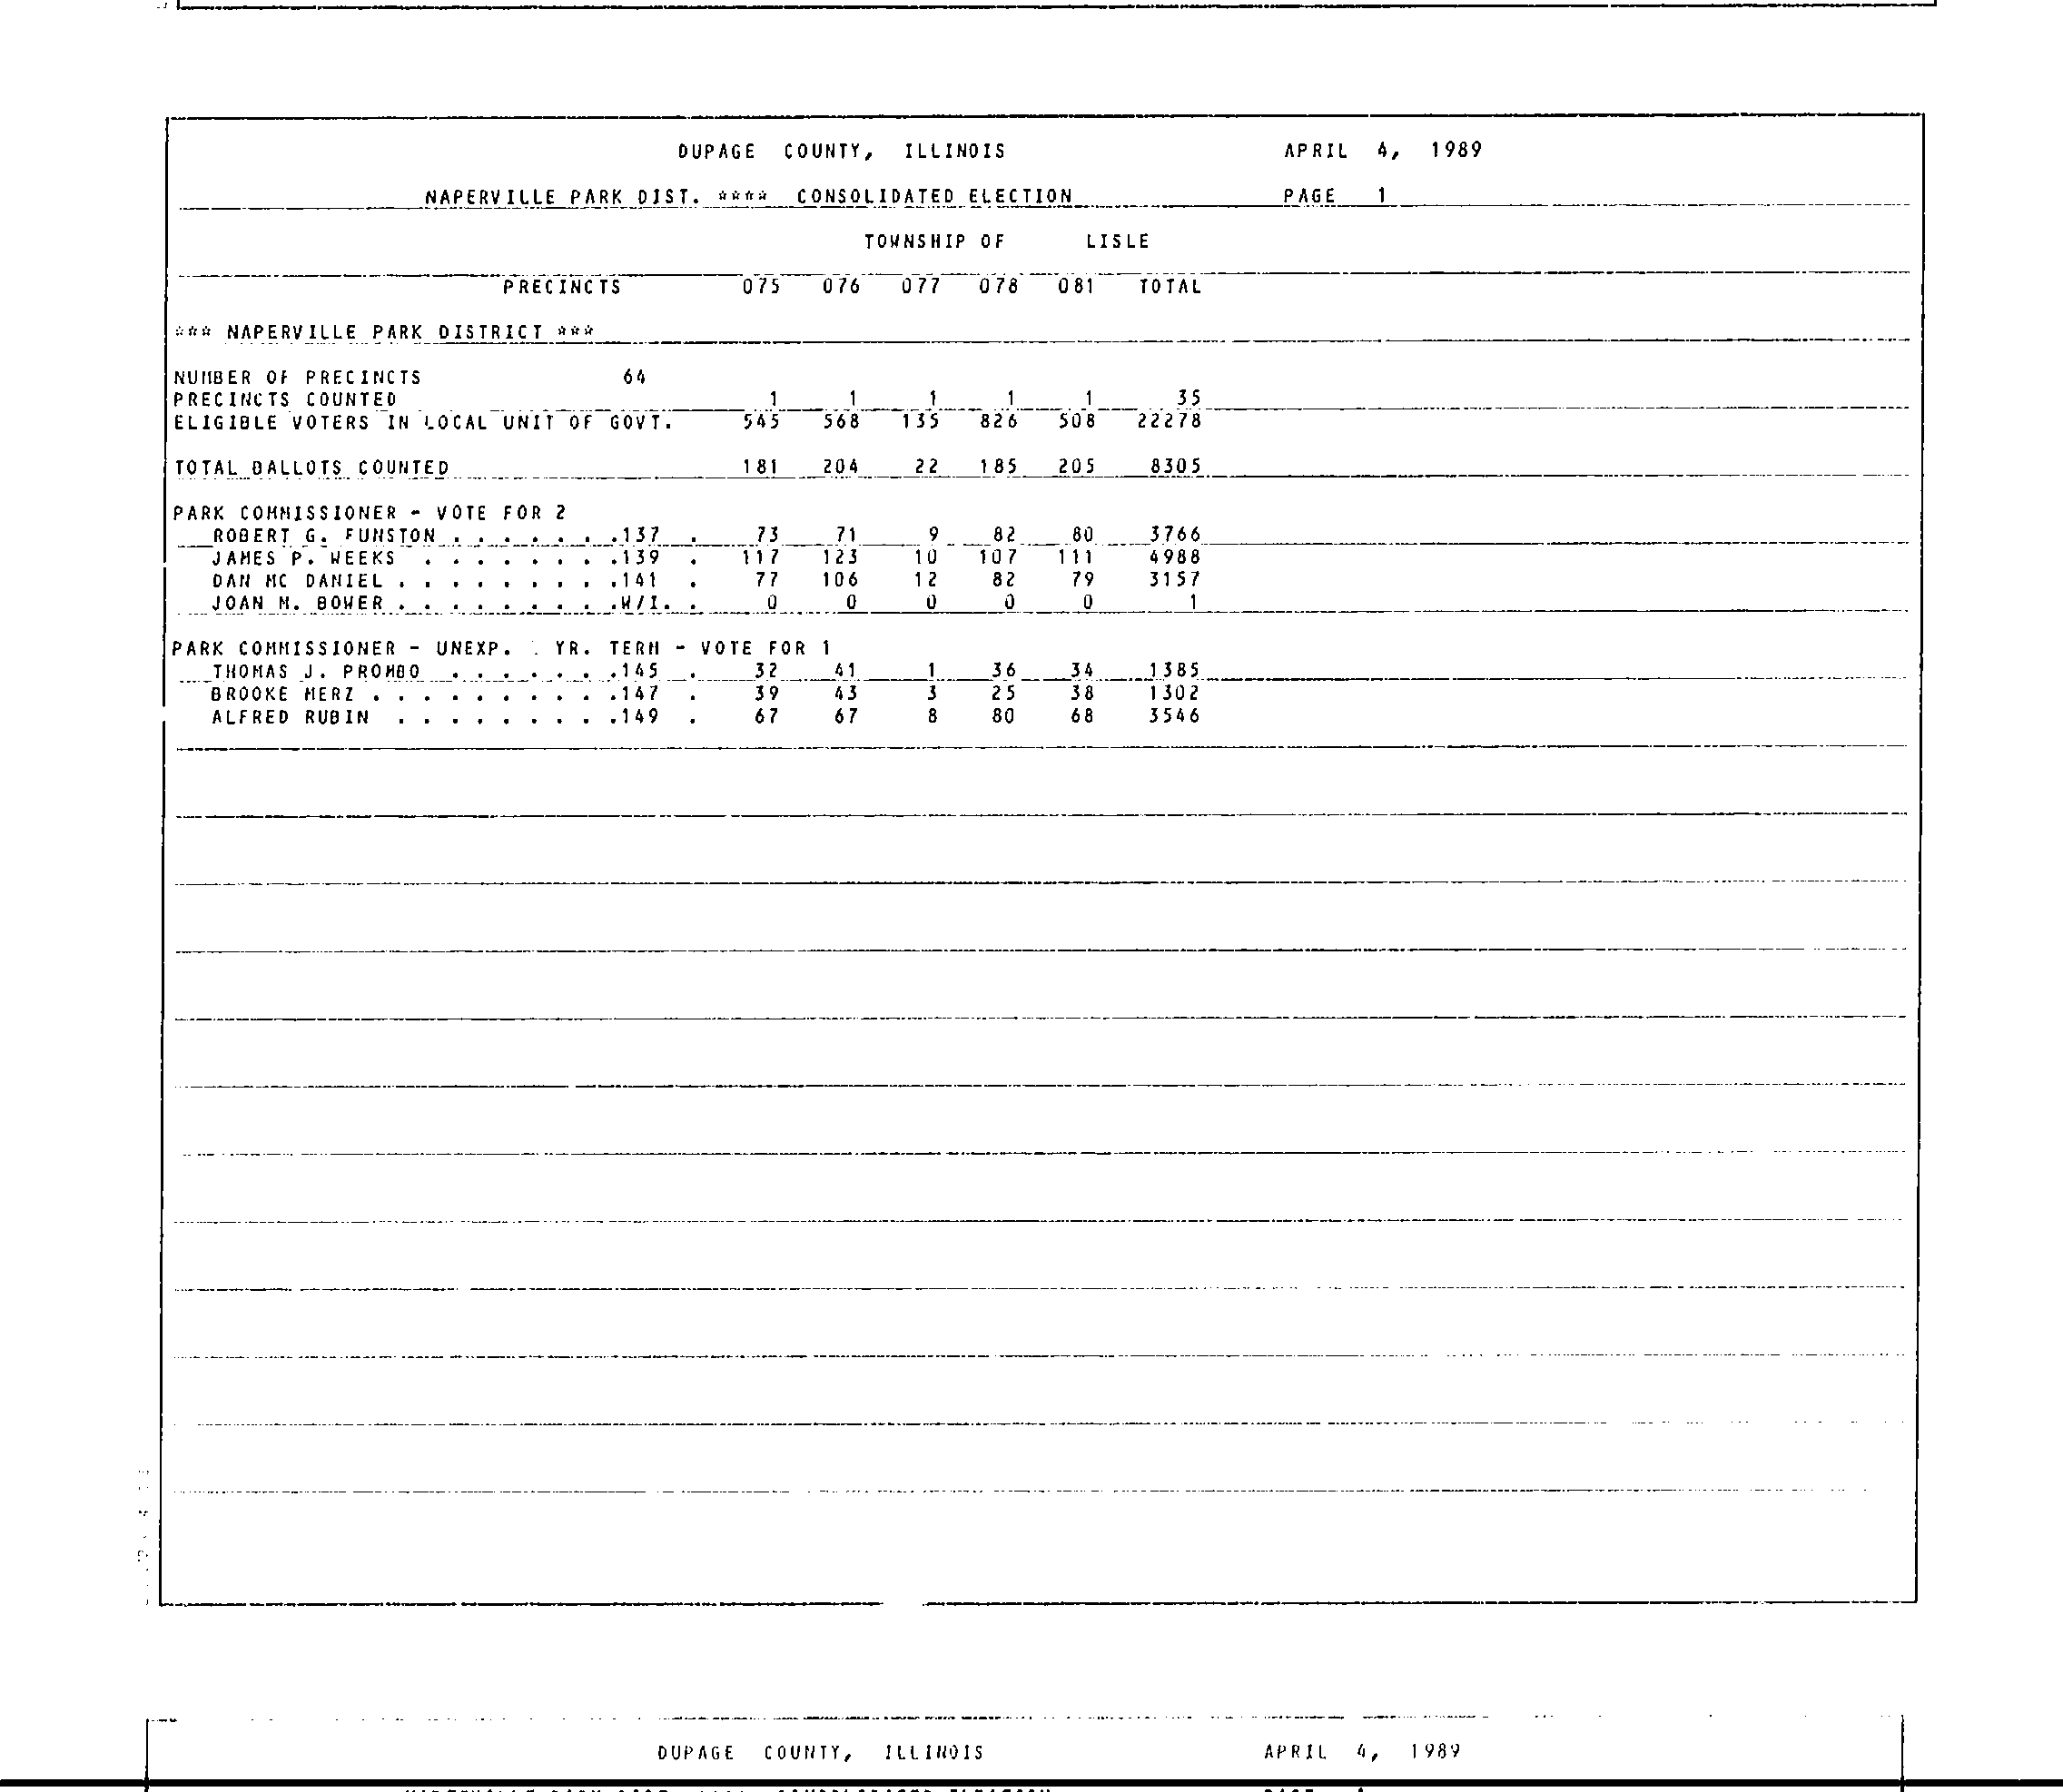 DUPAGE COUNTY, ILLINOIS APRIL 4, 1989
NAPERVILLE PARK DIST. **** CONSOLIDATED ELECTION PAGE 1
TOWNSHIP OF LISLE
PRECINCTS 075 076 077 078 081 TOTAL
*** NAPERVILLE PARK DISTRICT ***
NUMBER OF PRECINCTS 64
PRECINCTS COUNTED 1 1 1 1 1 35
ELIGIBLE VOTERS IN LOCAL UNIT OF GOVT. 545 568 135 826 508 22278
TOTAL BALLOTS COUNTED 181 204 22 185 205 8305
PARK COMMISSIONER - VOTE FOR 2
ROBERT G. FUNSTON . . . . . . .137 . 73 71 9 82 80 3766
JAMES P. WEEKS . . . . . . . .139 . 117 123 10 107 111 4988
DAN MC DANIEL . . . . . . . . .141 . 77 106 12 82 79 3157
JOAN M. BOWER . . . . . . . . .W/I. . 0 0 0 0 0 1
PARK COMMISSIONER - UNEXP. YR. TERM - VOTE FOR 1
THOMAS J. PROMBO . . . . . . .145 . 32 41 1 36 34 1385
BROOKE MERZ . . . . . . . . . .147 . 39 43 3 25 38 1302
ALFRED RUBIN . . . . . . . . .149 . 67 67 8 80 68 3546
DUPAGE COUNTY, ILLINOIS APRIL 4, 1989